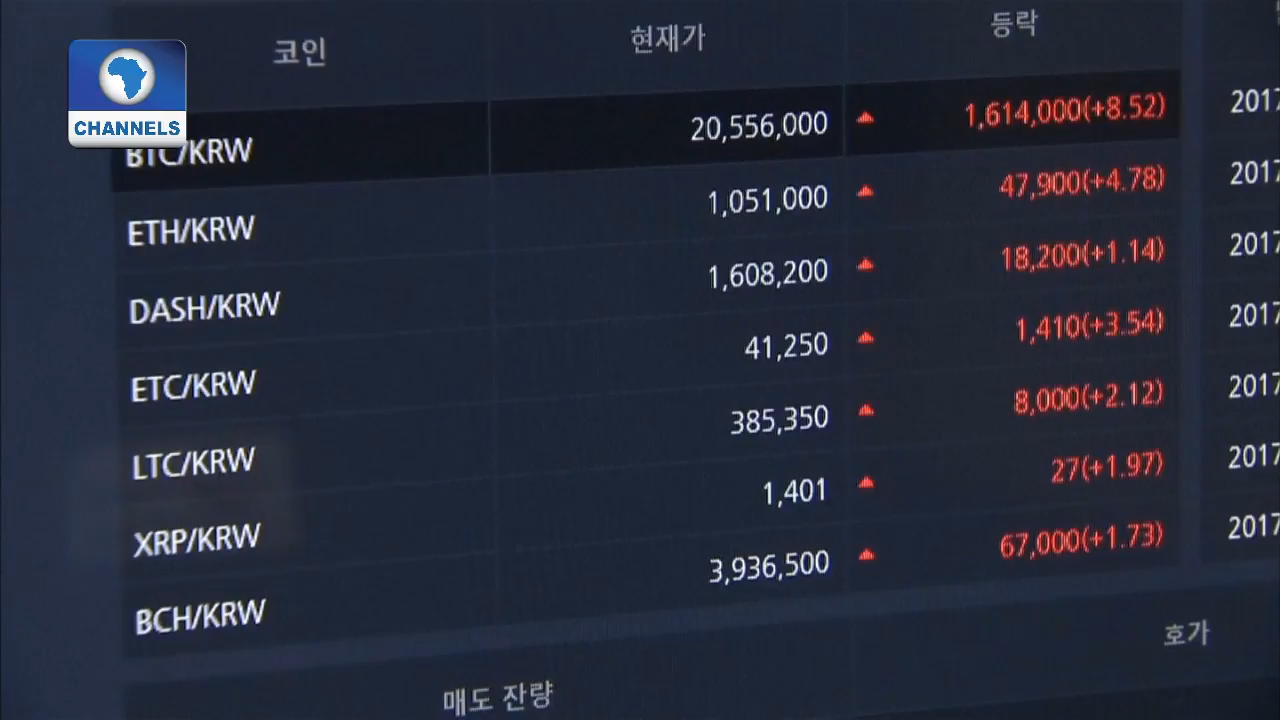 CHANNELS
코인 현재가 등락
BTC/KRW 20,556,000 1,614,000(+8.52) 2017
ETH/KRW 1,051,000 47,900(+4.78) 2017
DASH/KRW 1,608,200 18,200(+1.14) 2017
ETC/KRW 41,250 1,410(+3.54) 2017
LTC/KRW 385,350 8,000(+2.12) 2017
XRP/KRW 1,401 27(+1.97) 2017
BCH/KRW 3,936,500 67,000(+1.73) 2017
매도 잔량 호가